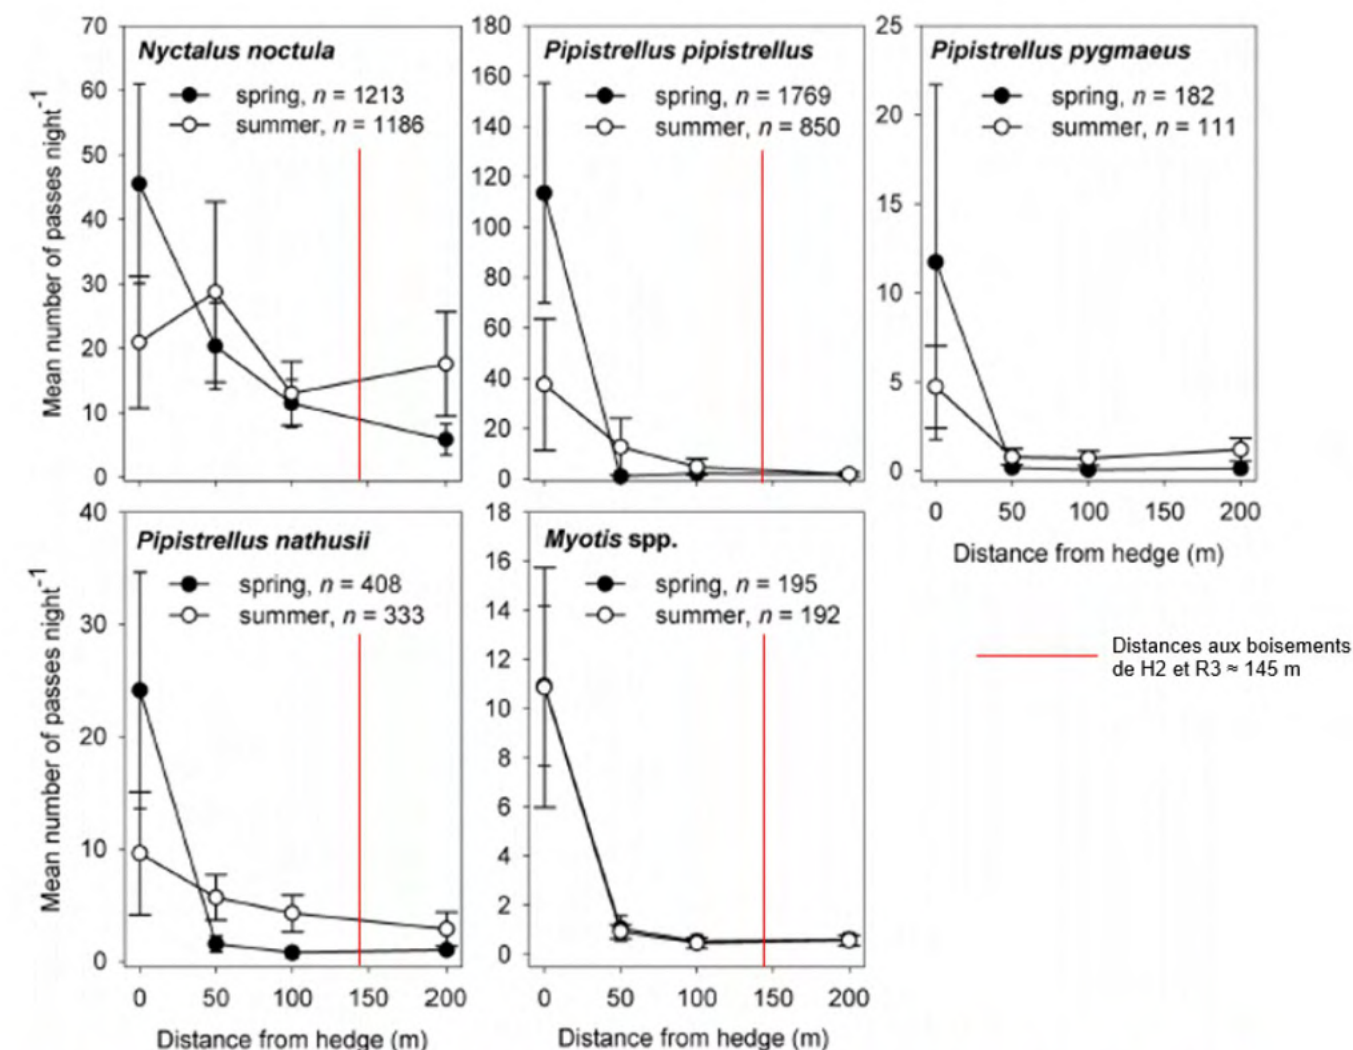 Mean number of passes night-1
70
60
50
40
30
20
10
0
Nyctalus noctula
spring, n = 1213
summer, n = 1186
180
160
140
120
100
80
60
40
20
0
Pipistrellus pipistrellus
spring, n = 1769
summer, n = 850
25
20
15
10
5
0
Pipistrellus pygmaeus
spring, n = 182
summer, n = 111
0 50 100 150 200
Distance from hedge (m)
Mean number of passes night-1
40
30
20
10
0
Pipistrellus nathusii
spring, n = 408
summer, n = 333
0 50 100 150 200
Distance from hedge (m)
18
16
14
12
10
8
6
4
2
0
Myotis spp.
spring, n = 195
summer, n = 192
0 50 100 150 200
Distance from hedge (m)
Distances aux boisements
de H2 et R3 ≈ 145 m